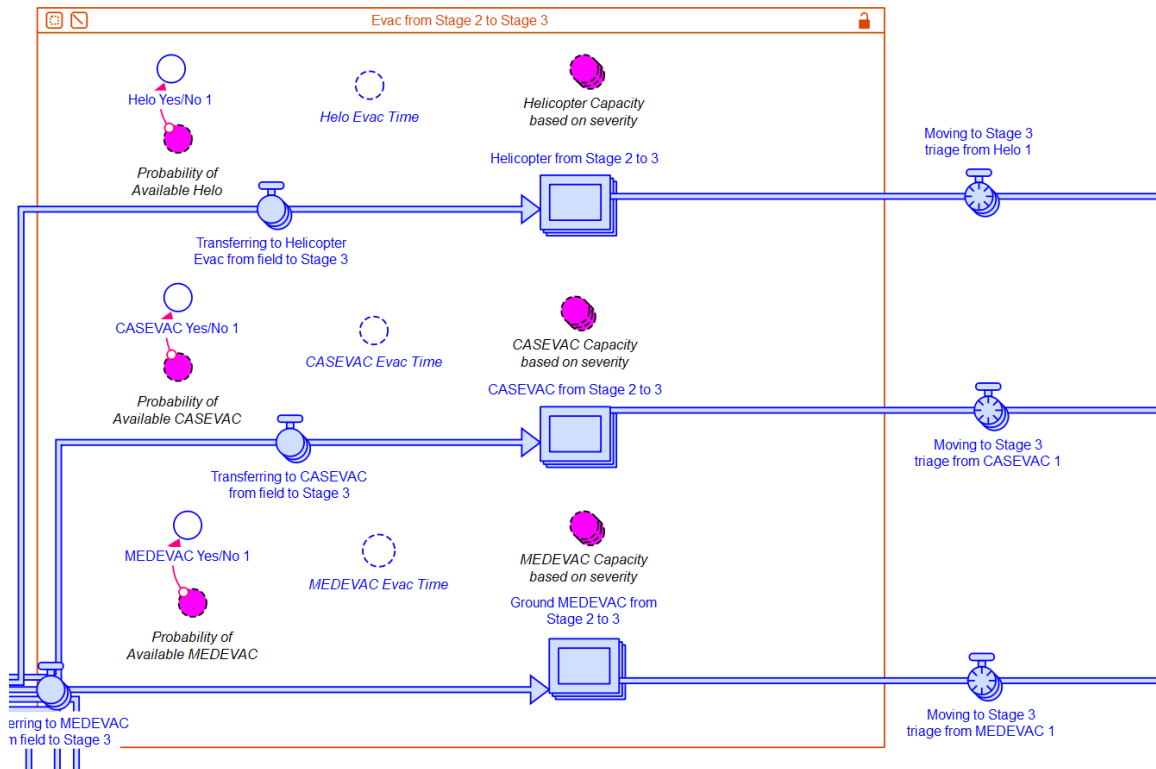 Evac from Stage 2 to Stage 3
Helo Yes/No 1
Helo Evac Time
Helicopter Capacity
based on severity
Probability of
Available Helo
Helicopter from Stage 2 to 3
Moving to Stage 3
triage from Helo 1
Transferring to Helicopter
Evac from field to Stage 3
CASEVAC Yes/No 1
CASEVAC Evac Time
CASEVAC Capacity
based on severity
Probability of
Available CASEVAC
CASEVAC from Stage 2 to 3
Moving to Stage 3
triage from CASEVAC 1
Transferring to CASEVAC
from field to Stage 3
MEDEVAC Yes/No 1
MEDEVAC Evac Time
MEDEVAC Capacity
based on severity
Probability of
Available MEDEVAC
Ground MEDEVAC from
Stage 2 to 3
Moving to Stage 3
triage from MEDEVAC 1
erring to MEDEVAC
m field to Stage 3